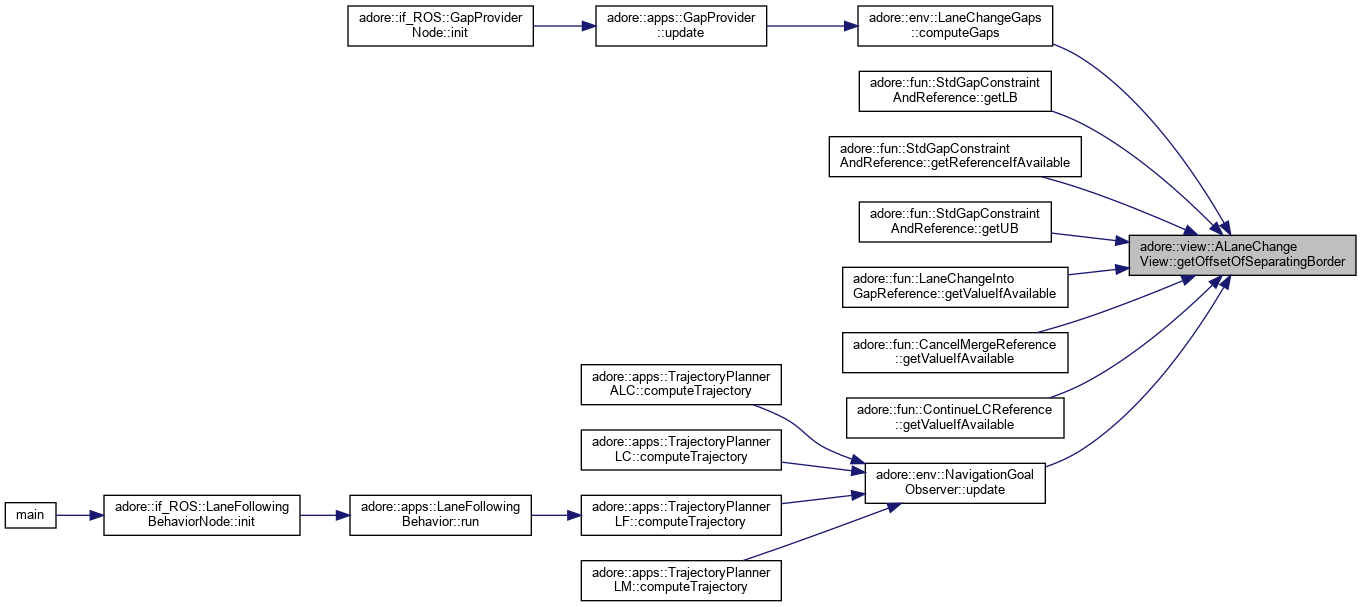 adore::if_ROS::GapProvider
Node::init
adore::apps::GapProvider
::update
adore::env::LaneChangeGaps
::computeGaps
adore::fun::StdGapConstraint
AndReference::getLB
adore::fun::StdGapConstraint
AndReference::getReferenceIfAvailable
adore::fun::StdGapConstraint
AndReference::getUB
adore::view::ALaneChange
View::getOffsetOfSeparatingBorder
adore::fun::LaneChangeInto
GapReference::getValueIfAvailable
adore::fun::CancelMergeReference
::getValueIfAvailable
adore::fun::ContinueLCReference
::getValueIfAvailable
adore::apps::TrajectoryPlanner
ALC::computeTrajectory
adore::apps::TrajectoryPlanner
LC::computeTrajectory
adore::env::NavigationGoal
Observer::update
main
adore::if_ROS::LaneFollowing
BehaviorNode::init
adore::apps::LaneFollowing
Behavior::run
adore::apps::TrajectoryPlanner
LF::computeTrajectory
adore::apps::TrajectoryPlanner
LM::computeTrajectory